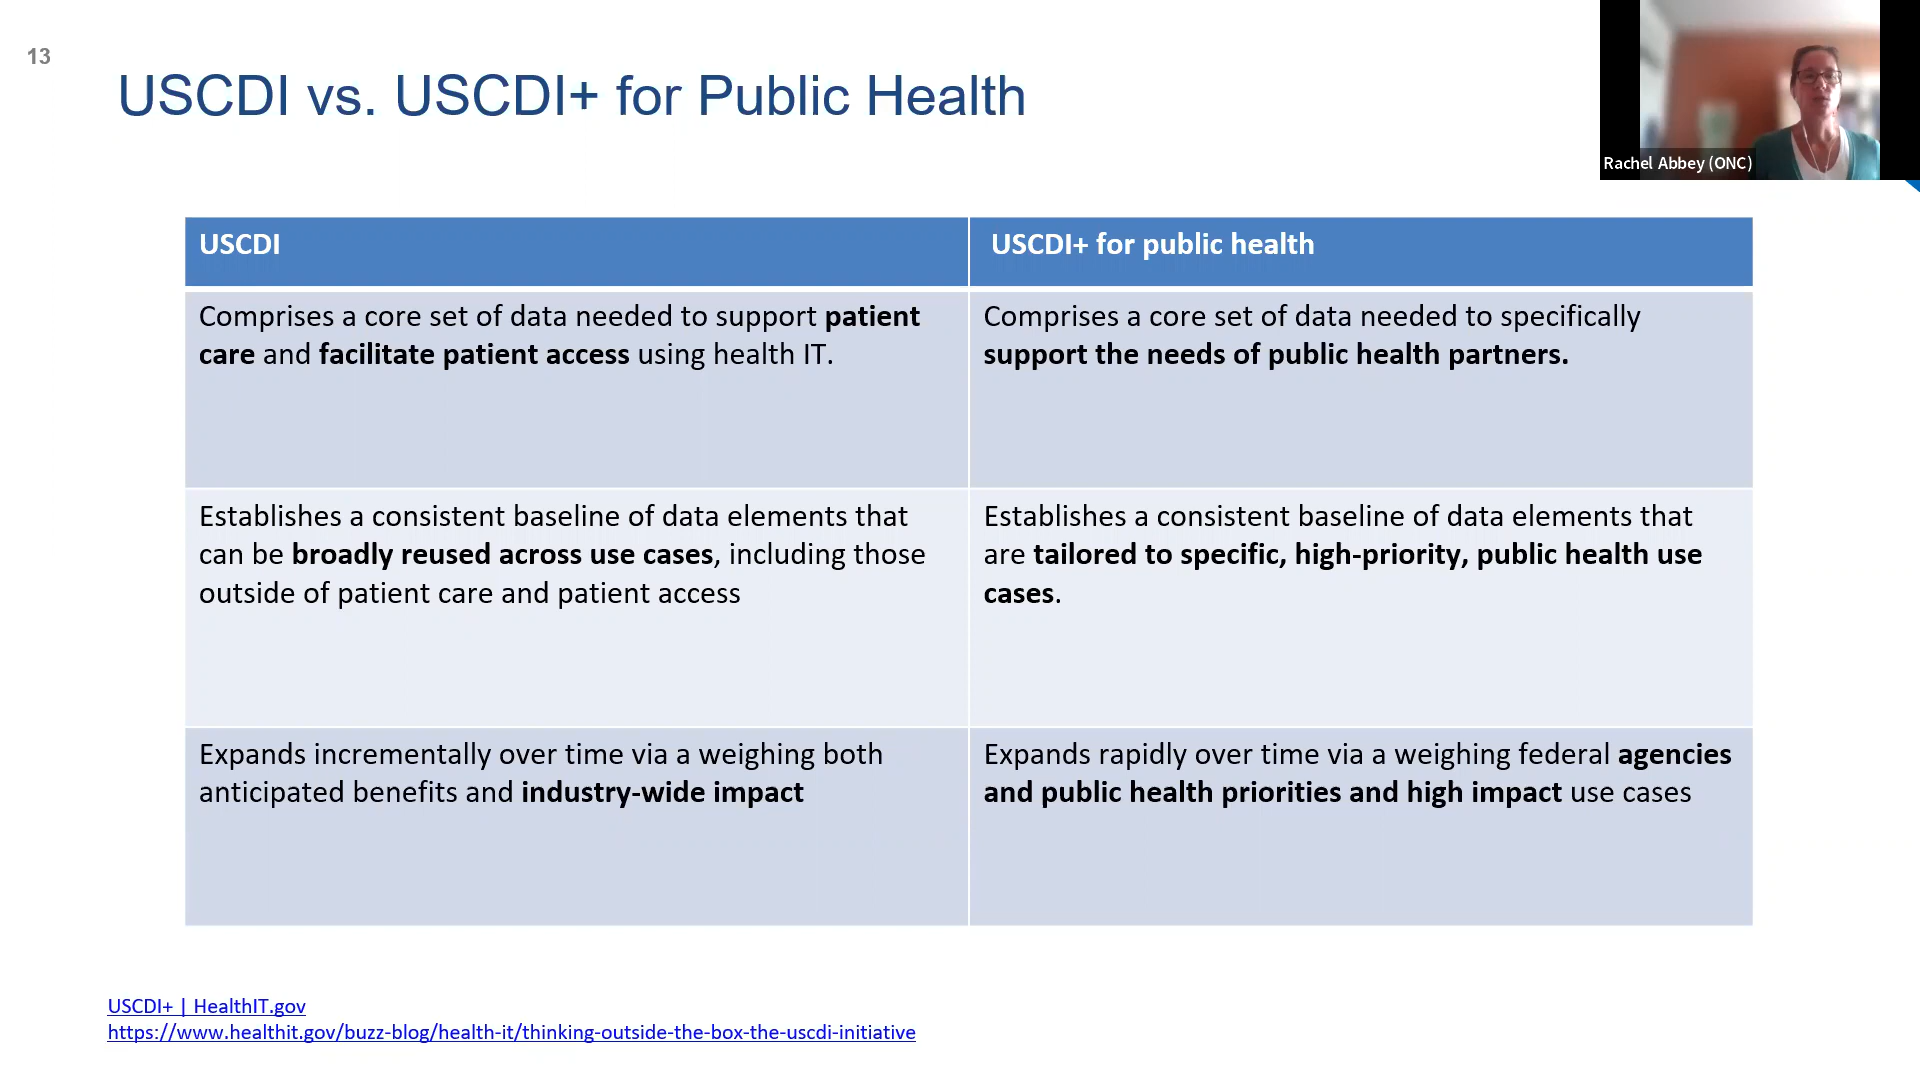 13
USCDI vs. USCDI+ for Public Health
Rachel Abbey (ONC)
USCDI
USCDI+ for public health
Comprises a core set of data needed to support patient
care and facilitate patient access using health IT.
Comprises a core set of data needed to specifically
support the needs of public health partners.
Establishes a consistent baseline of data elements that
can be broadly reused across use cases, including those
outside of patient care and patient access
Establishes a consistent baseline of data elements that
are tailored to specific, high-priority, public health use
cases.
Expands incrementally over time via a weighing both
anticipated benefits and industry-wide impact
Expands rapidly over time via a weighing federal agencies
and public health priorities and high impact use cases
USCDI+ | HealthIT.gov
https://www.healthit.gov/buzz-blog/health-it/thinking-outside-the-box-the-uscdi-initiative